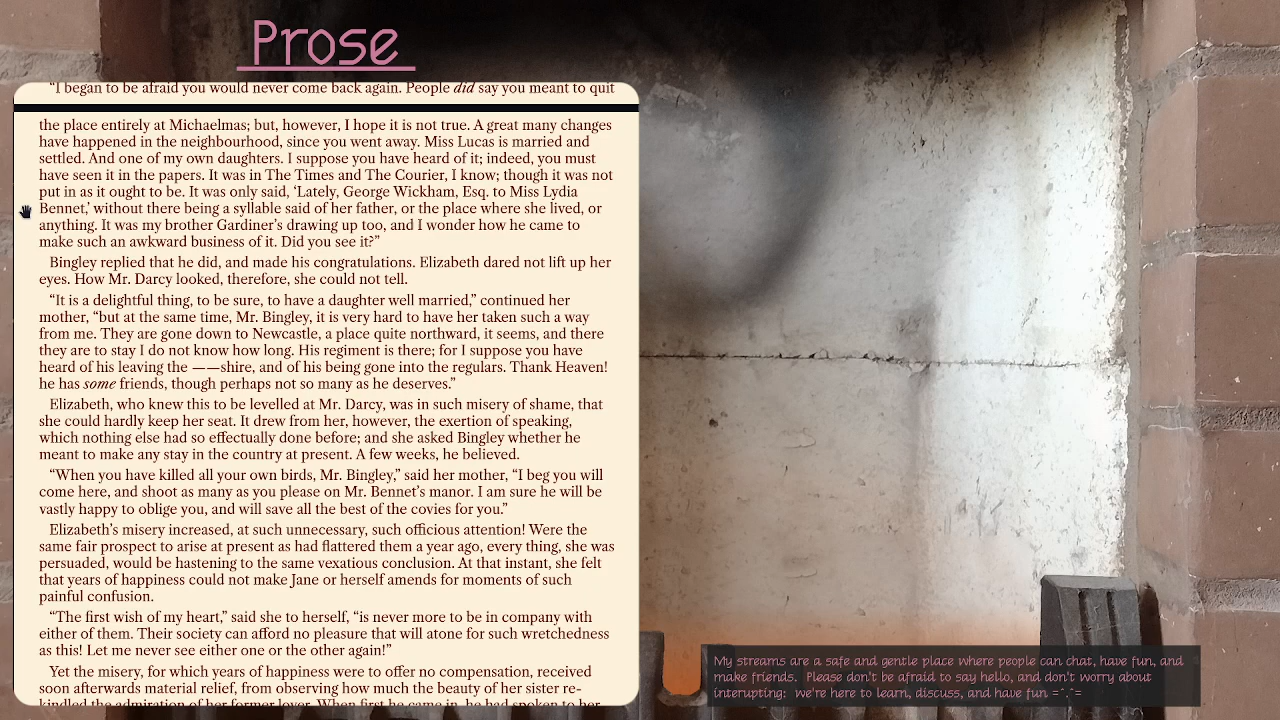 Prose
“I began to be afraid you would never come back again. People did say you meant to quit
the place entirely at Michaelmas; but, however, I hope it is not true. A great many changes
have happened in the neighbourhood, since you went away. Miss Lucas is married and
settled. And one of my own daughters. I suppose you have heard of it; indeed, you must
have seen it in the papers. It was in The Times and The Courier, I know; though it was not
put in as it ought to be. It was only said, ‘Lately, George Wickham, Esq. to Miss Lydia
Bennet,’ without there being a syllable said of her father, or the place where she lived, or
anything. It was my brother Gardiner’s drawing up too, and I wonder how he came to
make such an awkward business of it. Did you see it?”
Bingley replied that he did, and made his congratulations. Elizabeth dared not lift up her
eyes. How Mr. Darcy looked, therefore, she could not tell.
“It is a delightful thing, to be sure, to have a daughter well married,” continued her
mother, “but at the same time, Mr. Bingley, it is very hard to have her taken such a way
from me. They are gone down to Newcastle, a place quite northward, it seems, and there
they are to stay I do not know how long. His regiment is there; for I suppose you have
heard of his leaving the ——shire, and of his being gone into the regulars. Thank Heaven!
he has some friends, though perhaps not so many as he deserves.”
Elizabeth, who knew this to be levelled at Mr. Darcy, was in such misery of shame, that
she could hardly keep her seat. It drew from her, however, the exertion of speaking,
which nothing else had so effectually done before; and she asked Bingley whether he
meant to make any stay in the country at present. A few weeks, he believed.
“When you have killed all your own birds, Mr. Bingley,” said her mother, “I beg you will
come here, and shoot as many as you please on Mr. Bennet’s manor. I am sure he will be
vastly happy to oblige you, and will save all the best of the covies for you.”
Elizabeth’s misery increased, at such unnecessary, such officious attention! Were the
same fair prospect to arise at present as had flattered them a year ago, every thing, she was
persuaded, would be hastening to the same vexatious conclusion. At that instant, she felt
that years of happiness could not make Jane or herself amends for moments of such
painful confusion.
“The first wish of my heart,” said she to herself, “is never more to be in company with
either of them. Their society can afford no pleasure that will atone for such wretchedness
as this! Let me never see either one or the other again!”
Yet the misery, for which years of happiness were to offer no compensation, received
soon afterwards material relief, from observing how much the beauty of her sister re-
kindled the admiration of her former lover. When first he came in, he had spoken to her
My streams are a safe and gentle place where people can chat, have fun, and
make friends. Please don't be afraid to say hello, and don't worry about
interupting; we're here to learn, discuss, and have fun =^.^=